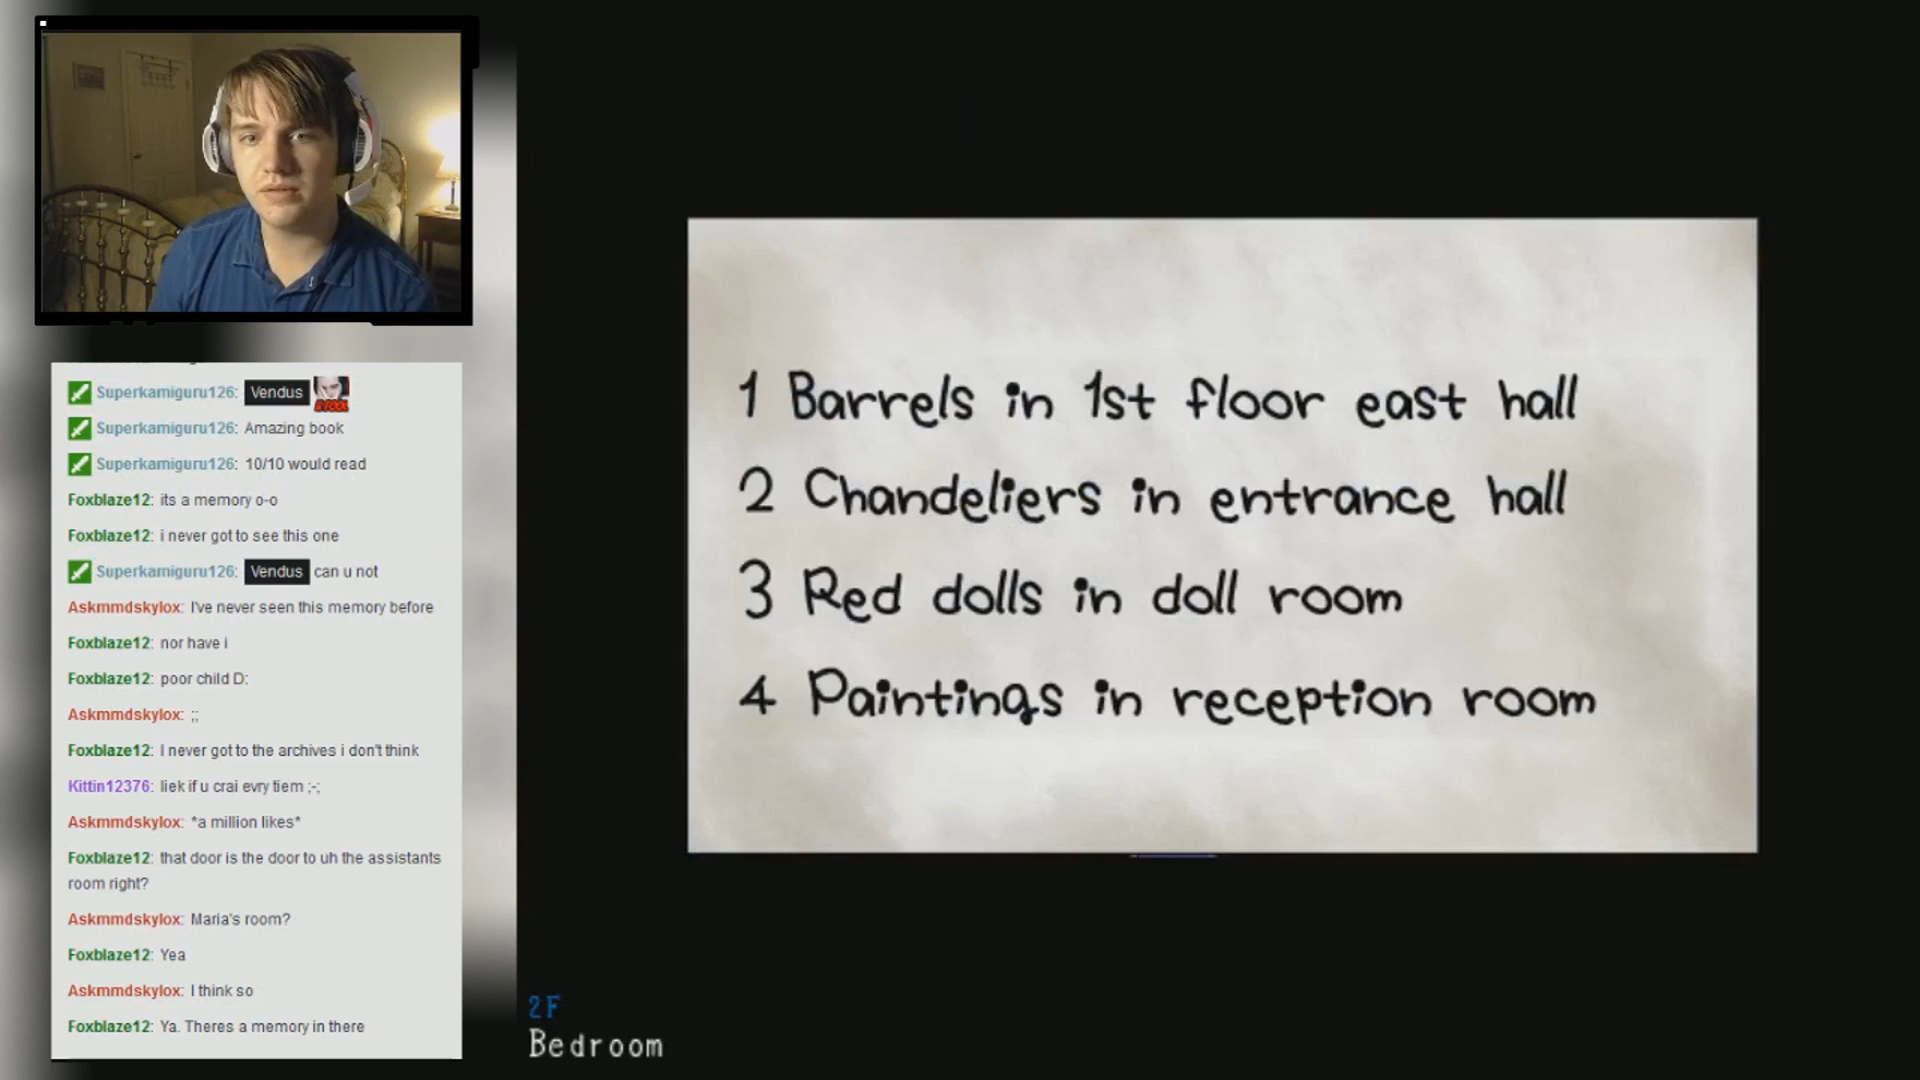 Superkamiguru126: Vendus
Superkamiguru126: Amazing book
Superkamiguru126: 10/10 would read
Foxblaze12: its a memory o-o
Foxblaze12: i never got to see this one
Superkamiguru126: Vendus can u not
Askmmdskylox: I've never seen this memory before
Foxblaze12: nor have i
Foxblaze12: poor child D:
Askmmdskylox: ;;
Foxblaze12: I never got to the archives i don't think
Kittin12376: liek if u crai evry tiem ;-;
Askmmdskylox: *a million likes*
Foxblaze12: that door is the door to uh the assistants
room right?
Askmmdskylox: Maria's room?
Foxblaze12: Yea
Askmmdskylox: I think so
Foxblaze12: Ya. Theres a memory in there
1 Barrels in 1st floor east hall
2 Chandeliers in entrance hall
3 Red dolls in doll room
4 Paintings in reception room
2F
Bedroom